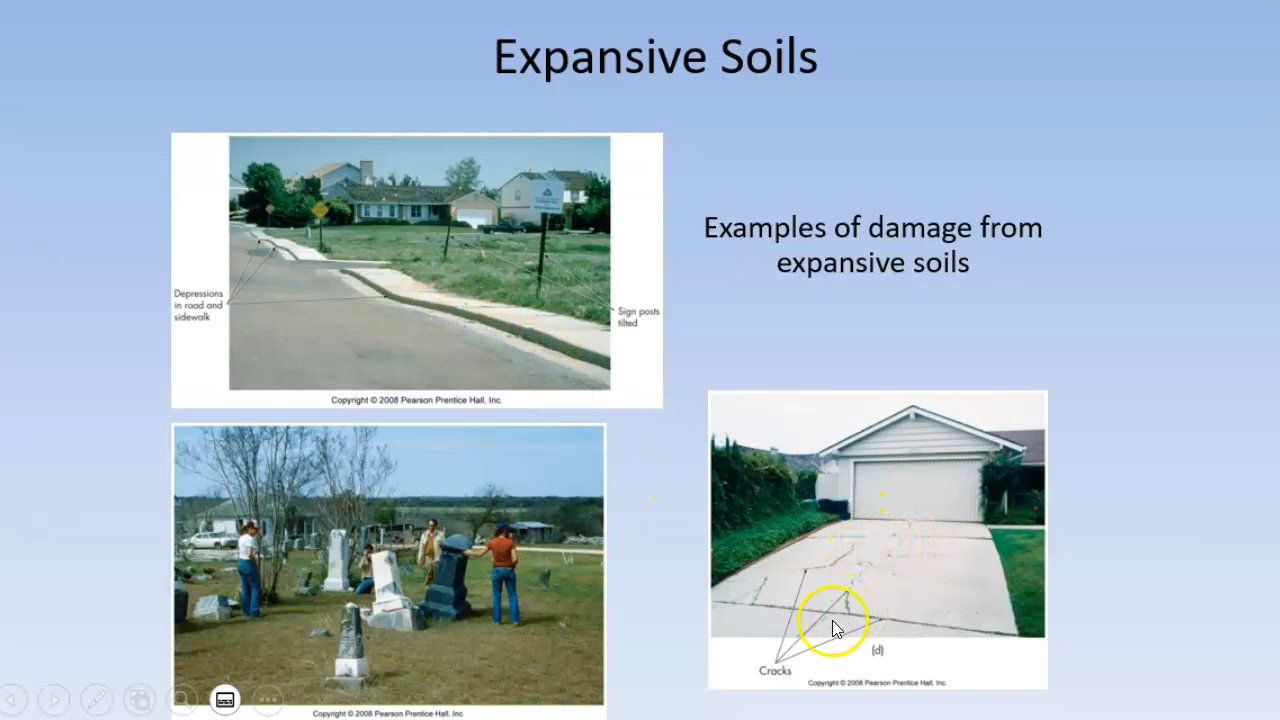 Expansive Soils
Examples of damage from
expansive soils
Depressions
in road and
sidewalk
Sign posts
tilted
Copyright © 2008 Pearson Prentice Hall, Inc.
Copyright © 2008 Pearson Prentice Hall, Inc.
(d)
Cracks
Copyright © 2008 Pearson Prentice Hall, Inc.